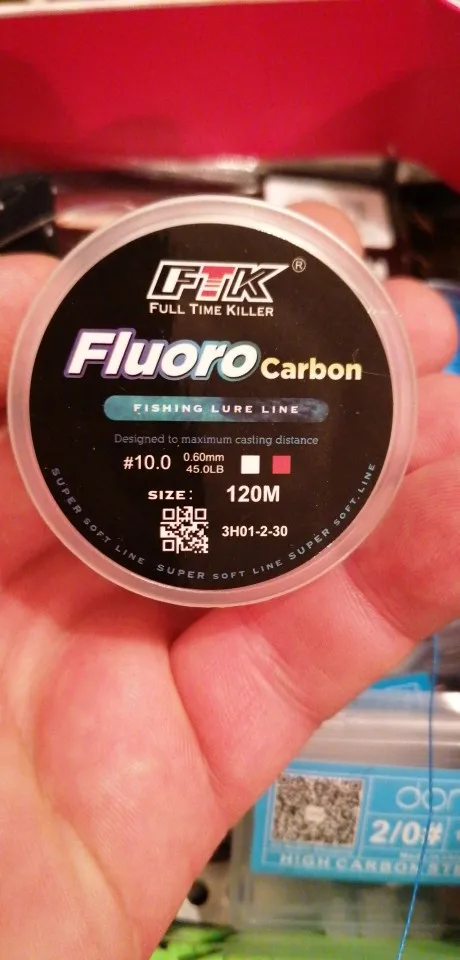 FTK®
FULL TIME KILLER
Fluoro Carbon
FISHING LURE LINE
Designed to maximum casting distance
#10.0 0.60mm
45.0LB
SIZE: 120M
3H01-2-30
SUPER SOFT LINE SUPER SOFT LINE SUPER SOFT LINE
2/0#
HIGH CARBON